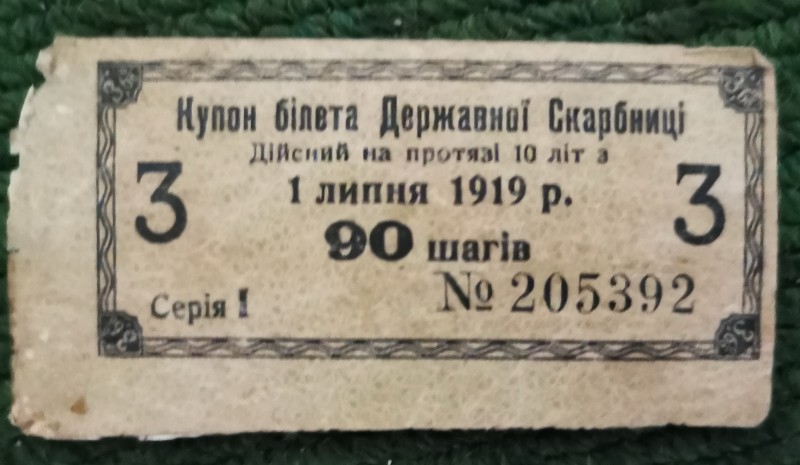 Купон білета Державної Скарбниці
Дійсний на протязі 10 літ з
3 1 липня 1919 р. 3
90 шагів
Серія I № 205392